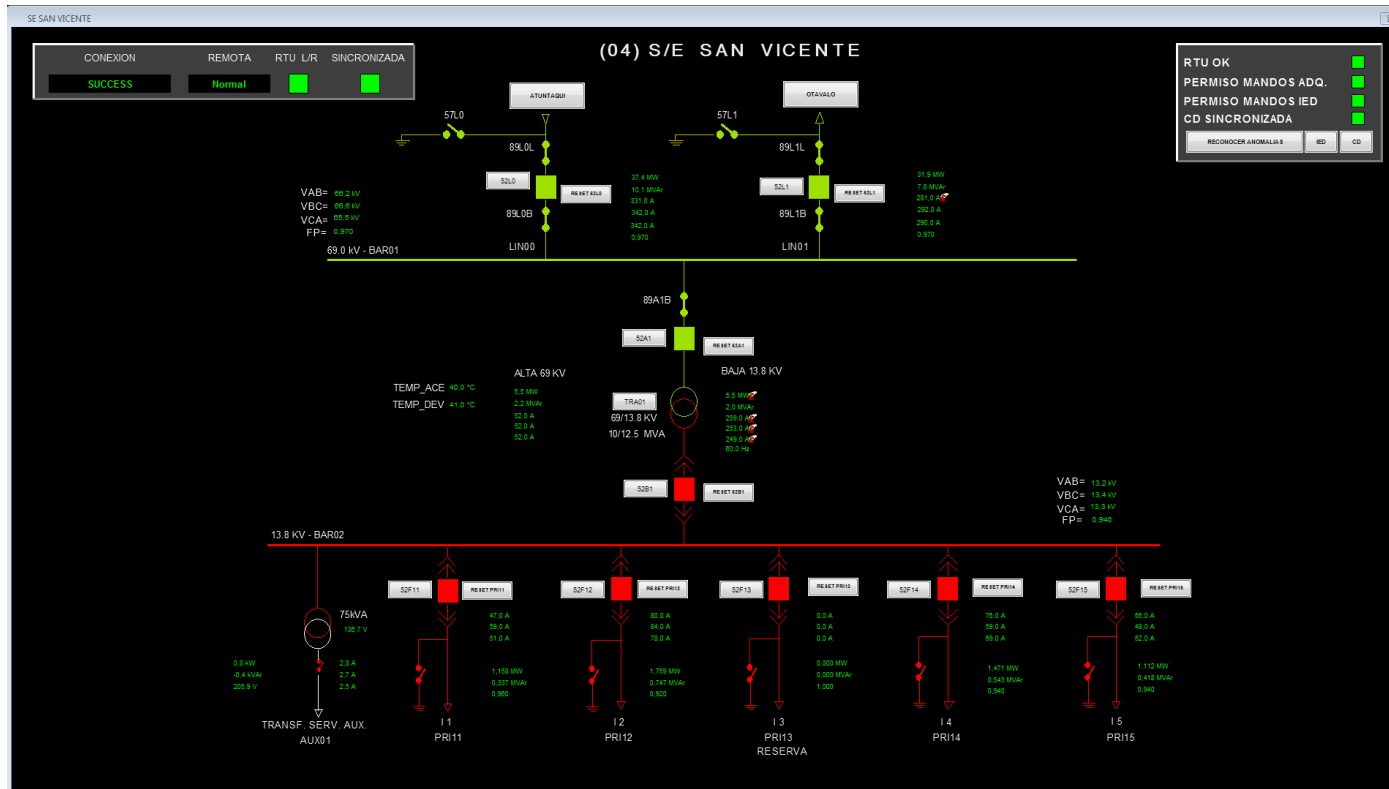 SE SAN VICENTE
(04) S/E SAN VICENTE
CONEXION REMOTA RTU L/R SINCRONIZADA
SUCCESS Normal
RTU OK
PERMISO MANDOS ADQ.
PERMISO MANDOS IED
CD SINCRONIZADA
RECONOCER ANOMALIAS IED CD
ATUNTAQUI
OTAVALO
57L0
57L1
89L0L
89L1L
52L0 RESET 52L0
52L1 RESET 52L1
37,4 MW
10,1 MVAr
331,0 A
342,0 A
342,0 A
0,970
31,9 MW
7,8 MVAr
281,0 A
292,0 A
290,0 A
0,970
VAB= 66,2 kV
VBC= 66,6 kV
VCA= 65,5 kV
FP= 0,970
89L0B
89L1B
LIN00
LIN01
69.0 kV - BAR01
89A1B
52A1 RESET 52A1
ALTA 69 KV
BAJA 13.8 KV
TEMP_ACE 40,0 °C
TEMP_DEV 41,0 °C
5,5 MW
2,2 MVAr
52,0 A
52,0 A
52,0 A
TRA01
69/13.8 KV
10/12.5 MVA
5,5 MW
2,0 MVAr
259,0 A
253,0 A
249,0 A
60,0 Hz
52B1 RESET 52B1
VAB= 13,2 kV
VBC= 13,4 kV
VCA= 13,3 kV
FP= 0,940
13.8 KV - BAR02
52F11 RESET PRI11
52F12 RESET PRI12
52F13 RESET PRI13
52F14 RESET PRI14
52F15 RESET PRI15
75kVA
136,7 V
47,0 A
59,0 A
51,0 A
80,0 A
84,0 A
76,0 A
0,0 A
0,0 A
0,0 A
75,0 A
59,0 A
69,0 A
55,0 A
48,0 A
52,0 A
0,8 kW
-0,4 kVAr
205,9 V
2,8 A
2,7 A
2,5 A
1,158 MW
0,337 MVAr
0,960
1,759 MW
0,747 MVAr
0,920
0,000 MW
0,000 MVAr
1,000
1,471 MW
0,543 MVAr
0,940
1,112 MW
0,418 MVAr
0,940
TRANSF. SERV. AUX.
AUX01
I 1
PRI11
I 2
PRI12
I 3
PRI13
RESERVA
I 4
PRI14
I 5
PRI15